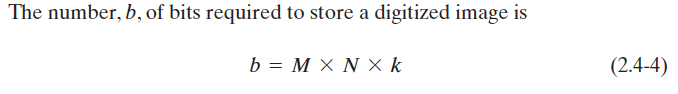 The number, b, of bits required to store a digitized image is
b = M × N × k (2.4-4)